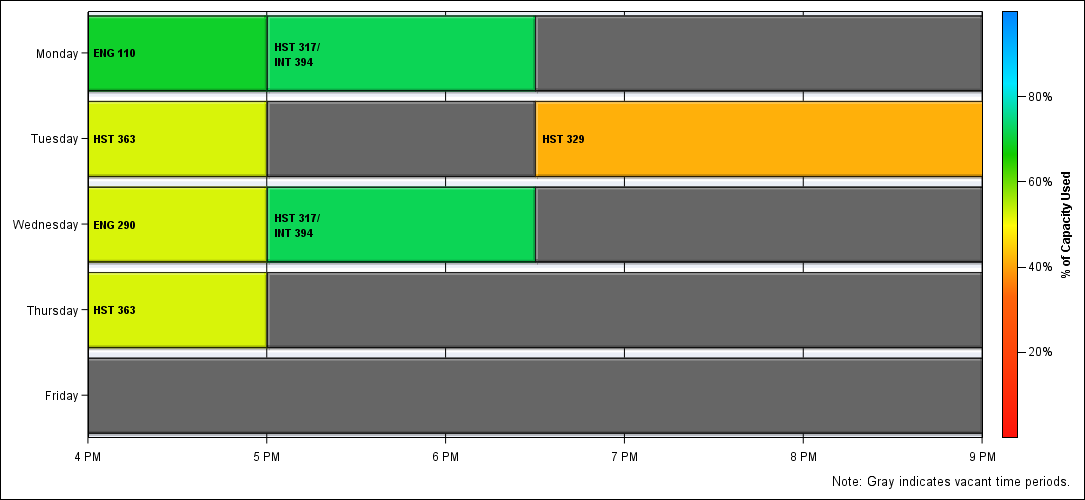 Monday
ENG 110
HST 317/
INT 394
Tuesday
HST 363
HST 329
Wednesday
ENG 290
HST 317/
INT 394
Thursday
HST 363
Friday
4 PM
5 PM
6 PM
7 PM
8 PM
9 PM
80%
60%
40%
20%
% of Capacity Used
Note: Gray indicates vacant time periods.